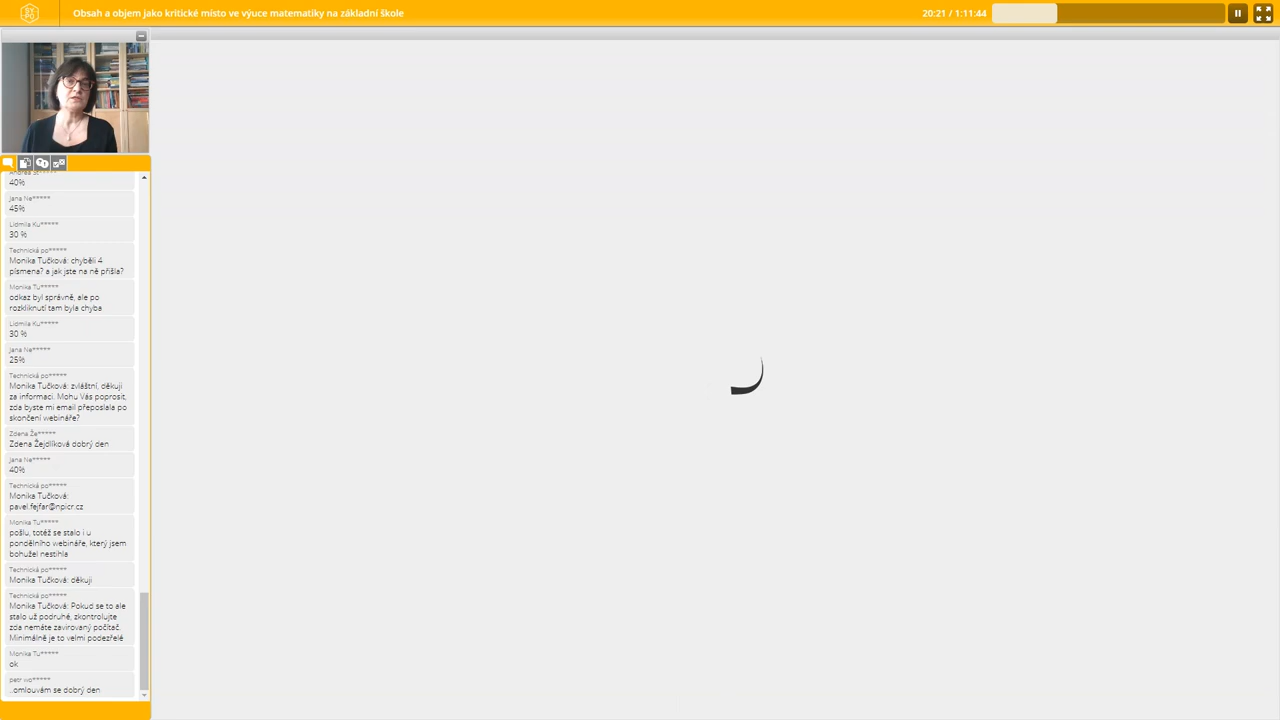 Obsah a objem jako kritické místo ve výuce matematiky na základní škole
20:21 / 1:11:44
Andrea St*****
40%
Jana Ne*****
45%
Lidmila Ku*****
30 %
Technická po*****
Monika Tučková: chyběli 4
písmena? a jak jste na ně přišla?
Monika Tu*****
odkaz byl správně, ale po
rozkliknutí tam byla chyba
Lidmila Ku*****
30 %
Jana Ne*****
25%
Technická po*****
Monika Tučková: zvláštní, děkuji
za informaci. Mohu Vás poprosit,
zda byste mi email přeposlala po
skončení webináře?
Zdena Že*****
Zdena Žejdlíková dobrý den
Jana Ne*****
40%
Technická po*****
Monika Tučková:
pavel.fejfar@npicr.cz
Monika Tu*****
pošlu, totéž se stalo i u
pondělního webináře, který jsem
bohužel nestihla
Technická po*****
Monika Tučková: děkuji
Technická po*****
Monika Tučková: Pokud se to ale
stalo už podruhé, zkontrolujte
zda nemáte zavirovaný počítač.
Minimálně je to velmi podezřelé
Monika Tu*****
ok
petr wo*****
..omlouvám se dobrý den